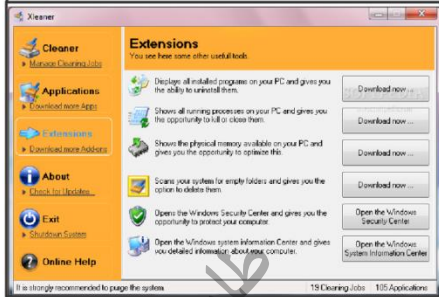 Xleaner
Cleaner
Manage Cleaning Jobs
Applications
Download more Apps
Extensions
Download more Add-ons
About
Check for Updates...
Exit
Shutdown System
Online Help
Extensions
You see here some other usefull tools.
Displays all installed programs on your PC and gives you
the ability to uninstall them.
Download now ...
Shows all running processes on your PC and gives you
the opportunity to kill or close them.
Download now ...
Shows the physical memory available on your PC and
gives you the opportunity to optimize this.
Download now ...
Scans your system for empty folders and gives you the
option to delete them.
Download now ...
Opens the Windows Security Center and gives you the
opportunity to protect your computer.
Open the Windows
Security Center
Open the Windows system information Center and gives
you detailed information about your computer.
Open the Windows
System Information Center
It is strongly recommended to purge the system
19 Cleaning Jobs
105 Applications